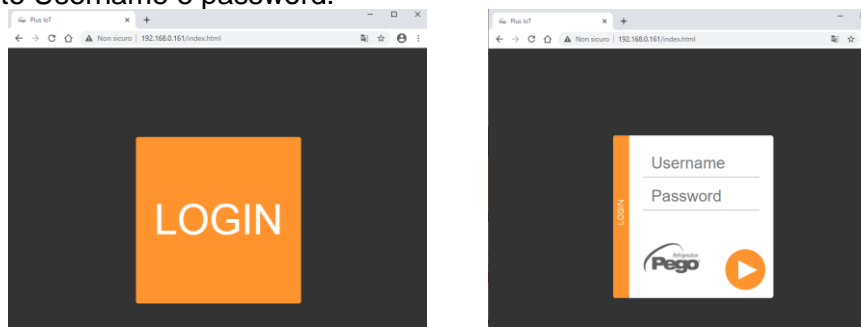 Username e password.
Plus IoT
Non sicuro | 192.168.0.161/index.html
LOGIN
Plus IoT
Non sicuro | 192.168.0.161/index.html
LOGIN
Username
Password
Pego